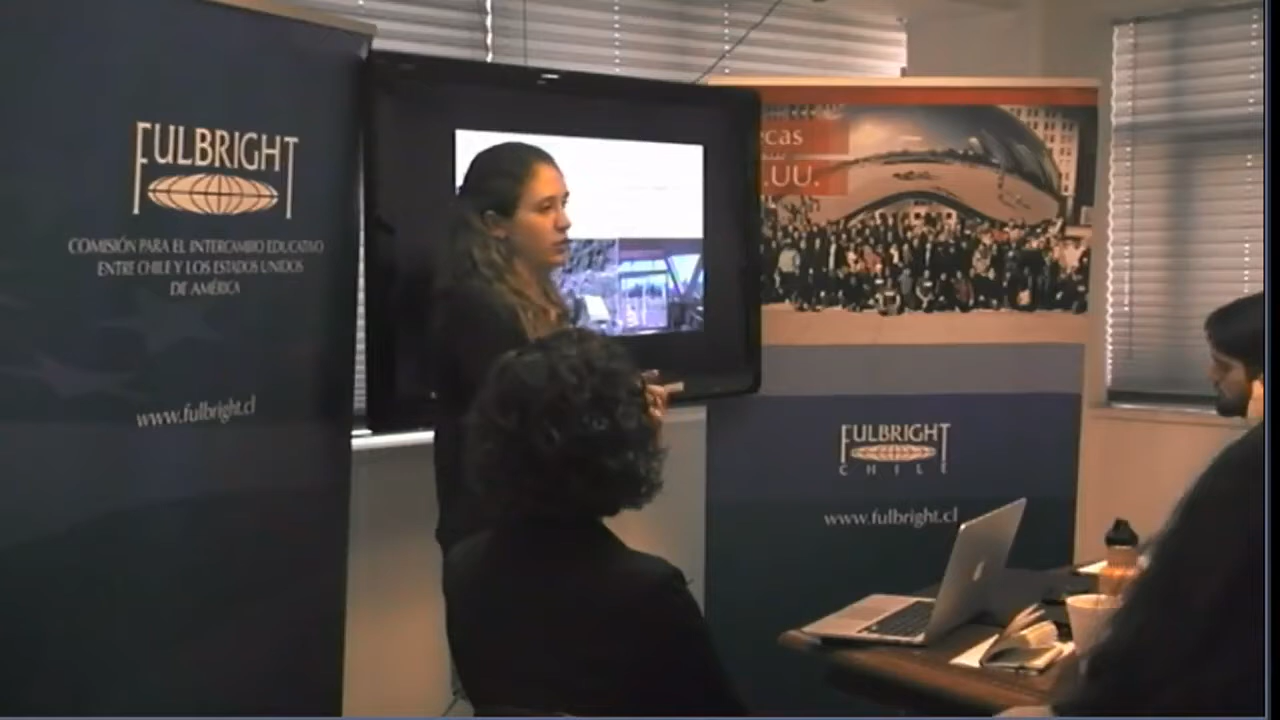 FULBRIGHT
COMISIÓN PARA EL INTERCAMBIO EDUCATIVO
ENTRE CHILE Y LOS ESTADOS UNIDOS
DE AMÉRICA
www.fulbright.cl
ecas
.UU.
FULBRIGHT
CHILE
www.fulbright.cl